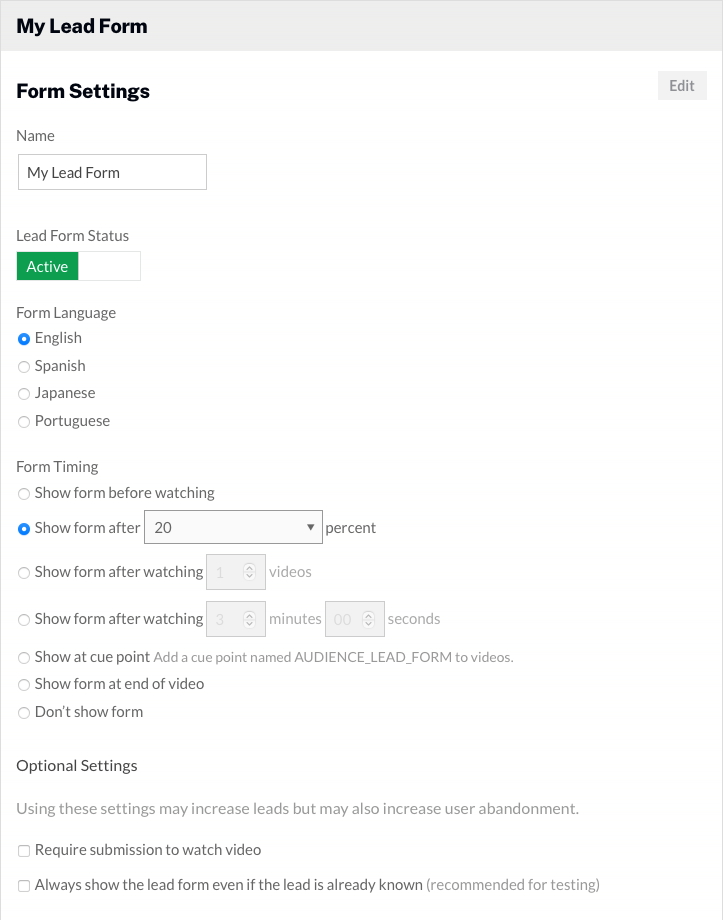 My Lead Form
Form Settings
Edit
Name
My Lead Form
Lead Form Status
Active
Form Language
English
Spanish
Japanese
Portuguese
Form Timing
Show form before watching
Show form after 20 percent
Show form after watching 1 videos
Show form after watching 3 minutes 00 seconds
Show at cue point Add a cue point named AUDIENCE_LEAD_FORM to videos.
Show form at end of video
Don't show form
Optional Settings
Using these settings may increase leads but may also increase user abandonment.
Require submission to watch video
Always show the lead form even if the lead is already known (recommended for testing)